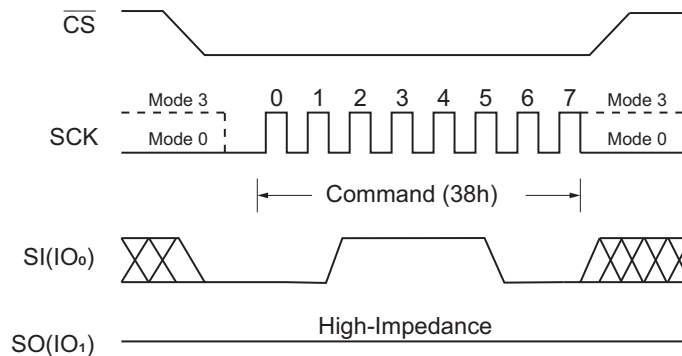 CS
Mode 3 0 1 2 3 4 5 6 7 Mode 3
SCK
Mode 0 Mode 0
Command (38h)
SI(IO₀)
High-Impedance
SO(IO₁)